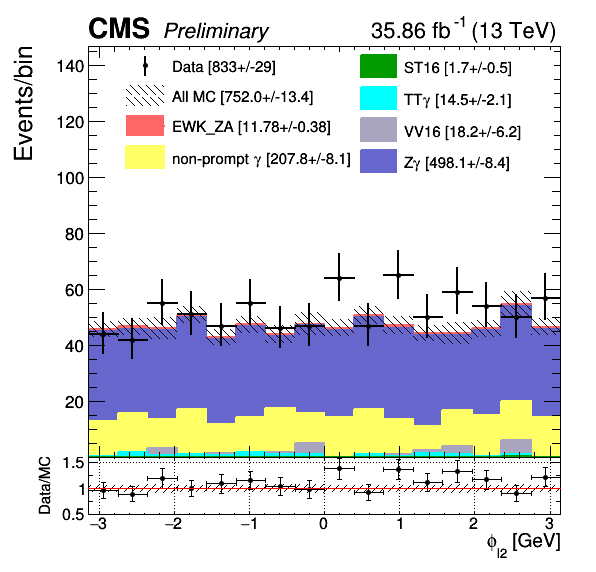 CMS Preliminary 35.86 fb⁻¹ (13 TeV)
Events/bin
140
120
100
80
60
40
20
Data [833+/-29]
All MC [752.0+/-13.4]
EWK_ZA [11.78+/-0.38]
non-prompt γ [207.8+/-8.1]
ST16 [1.7+/-0.5]
TTγ [14.5+/-2.1]
VV16 [18.2+/-6.2]
Zγ [498.1+/-8.4]
Data/MC
1.5
1
0.5
−3 −2 −1 0 1 2 3
ϕl2 [GeV]